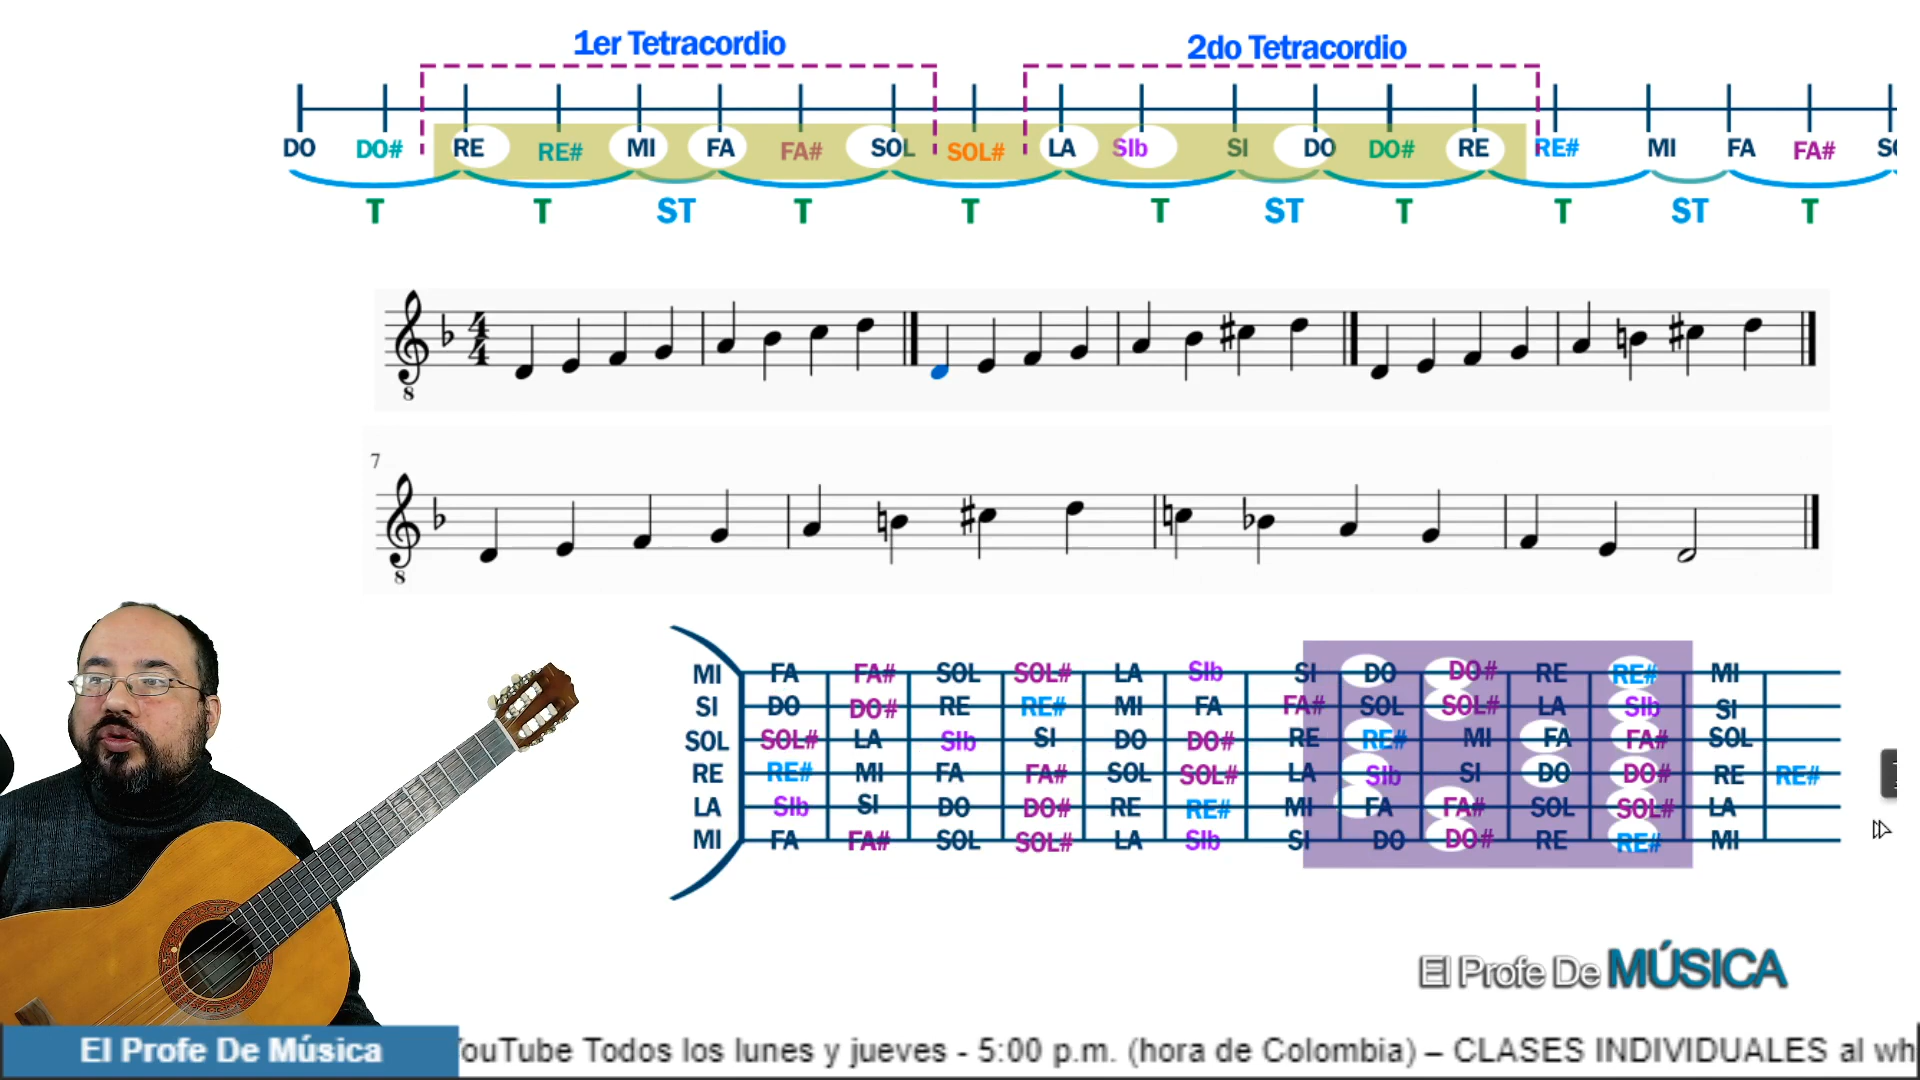 1er Tetracordio 2do Tetracordio
DO DO# RE RE# MI FA FA# SOL SOL# LA SIb SI DO DO# RE RE# MI FA FA#
T T ST T T T ST T T ST T
4
4
8
7
8
MI FA FA# SOL SOL# LA SIb SI DO DO# RE RE# MI
SI DO DO# RE RE# MI FA FA# SOL SOL# LA SIb SI
SOL SOL# LA SIb SI DO DO# RE RE# MI FA FA# SOL
RE RE# MI FA FA# SOL SOL# LA SIb SI DO DO# RE RE#
LA SIb SI DO DO# RE RE# MI FA FA# SOL SOL# LA
MI FA FA# SOL SOL# LA SIb SI DO DO# RE RE# MI
El Profe De MÚSICA
El Profe De Música YouTube Todos los lunes y jueves - 5:00 p.m. (hora de Colombia) – CLASES INDIVIDUALES al